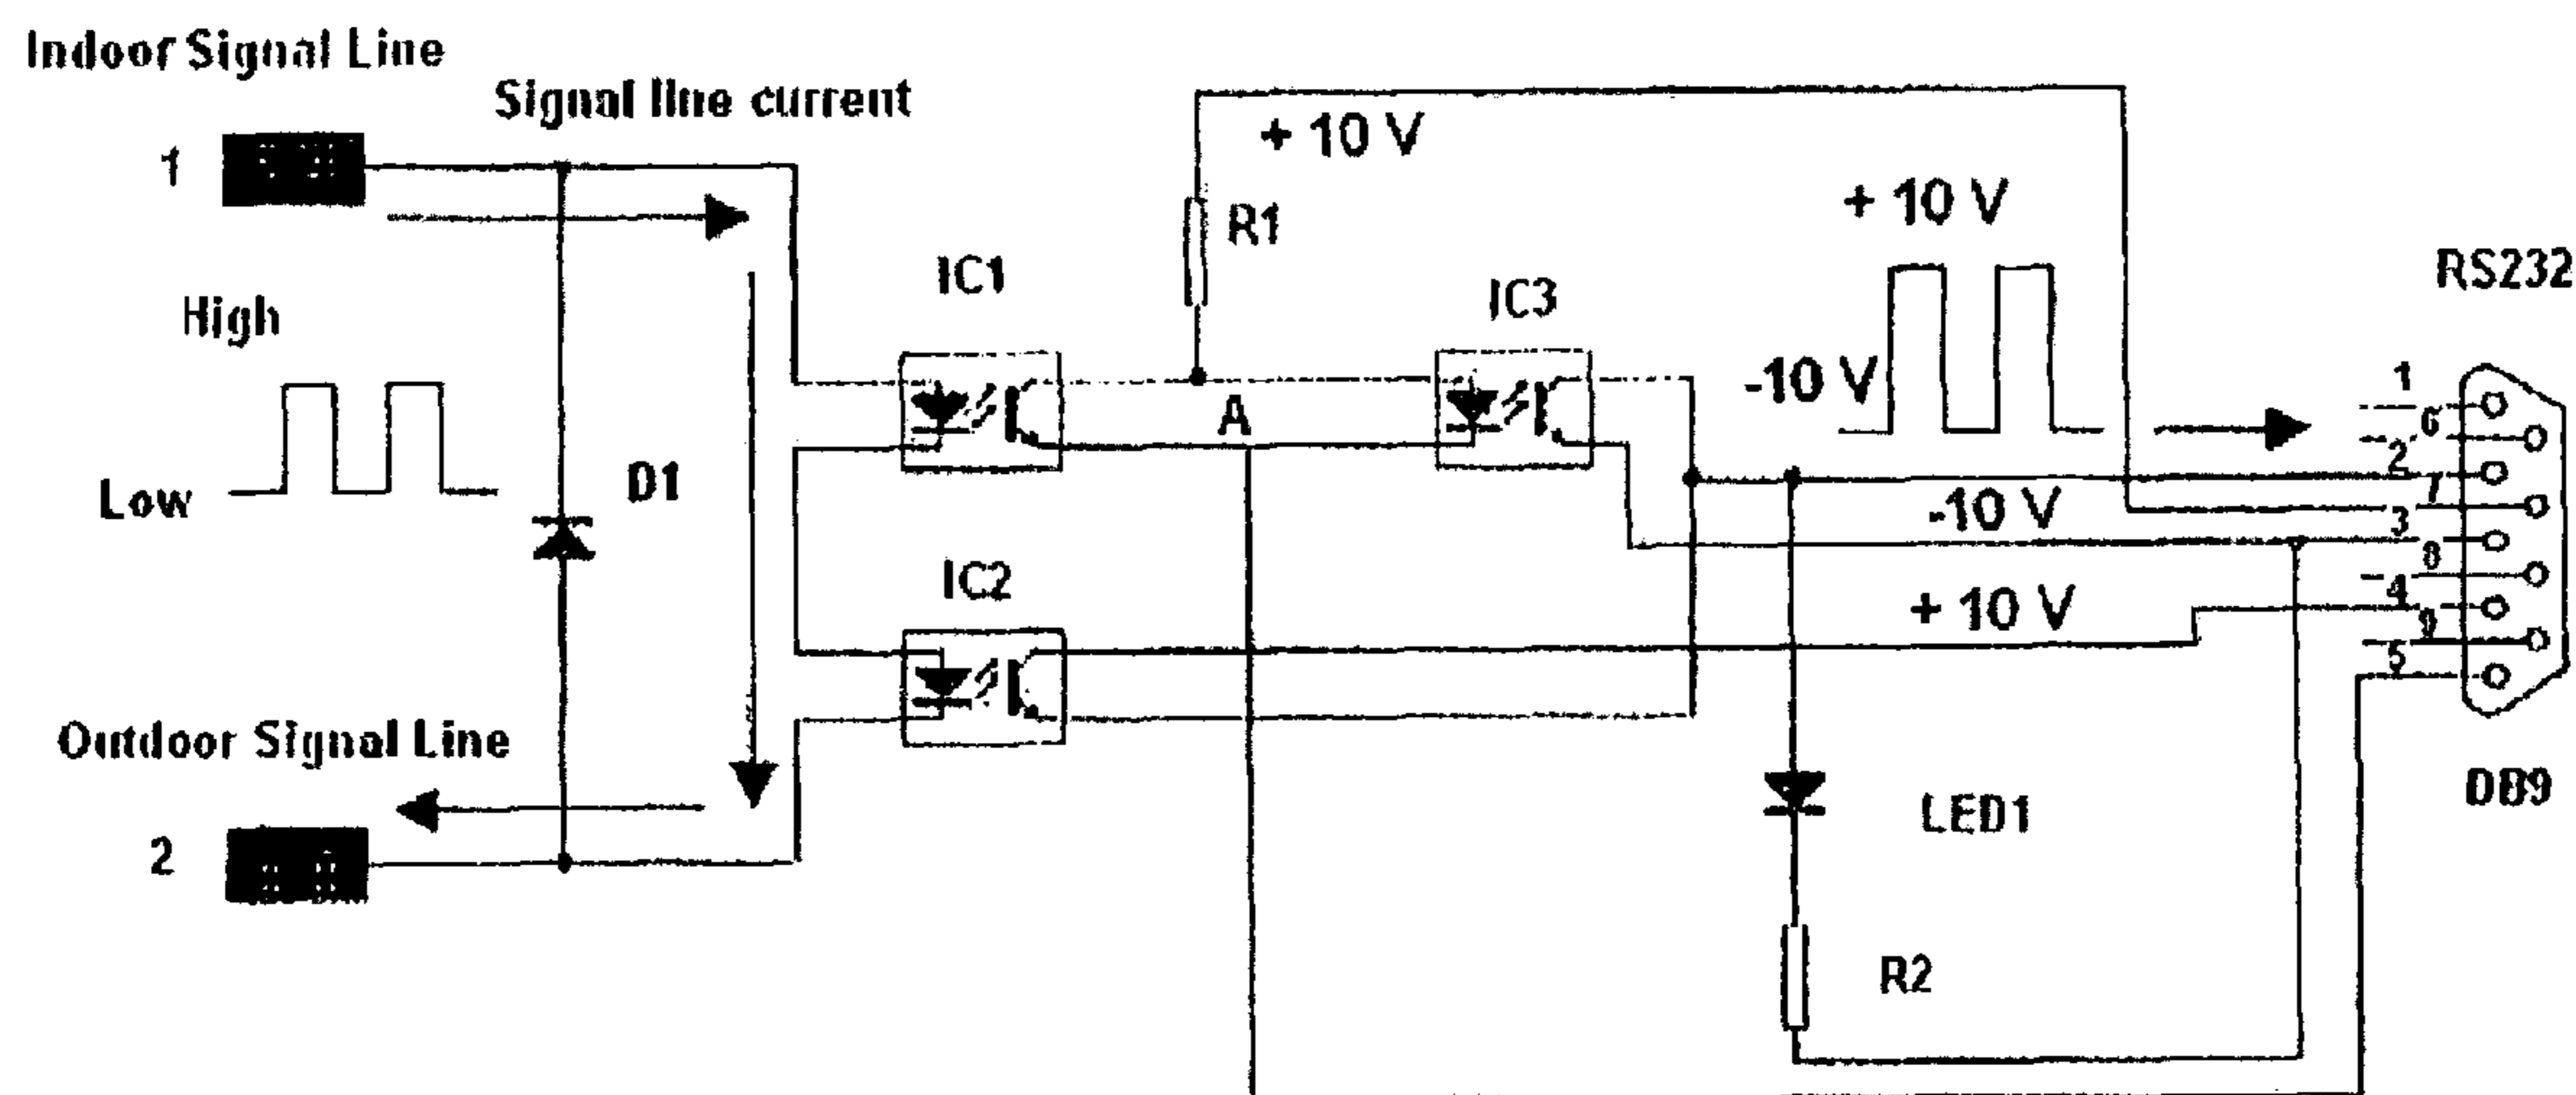 Indoor Signal Line
Signal line current
1
+ 10 V
R1
+ 10 V
RS232
IC1
IC3
High
-10 V
1
6
A
2
Low
D1
7
-10 V
3
8
IC2
4
+ 10 V
9
5
Outdoor Signal Line
LED1
DB9
2
R2